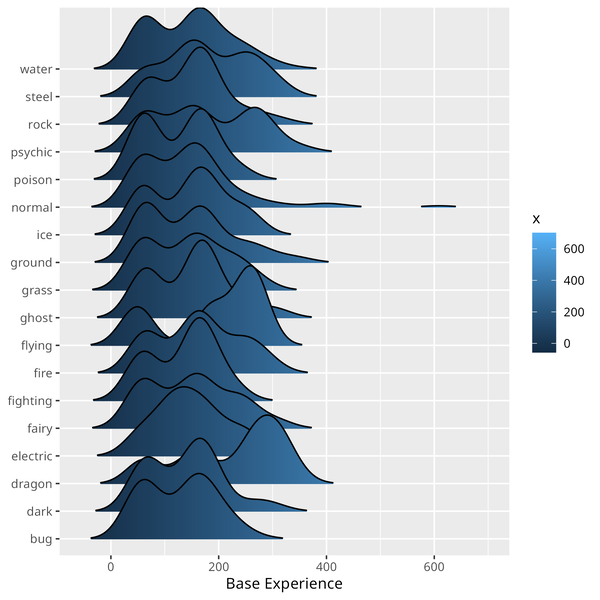 water
steel
rock
psychic
poison
normal
ice
ground
grass
ghost
flying
fire
fighting
fairy
electric
dragon
dark
bug
0 200 400 600
Base Experience
x
600
400
200
0